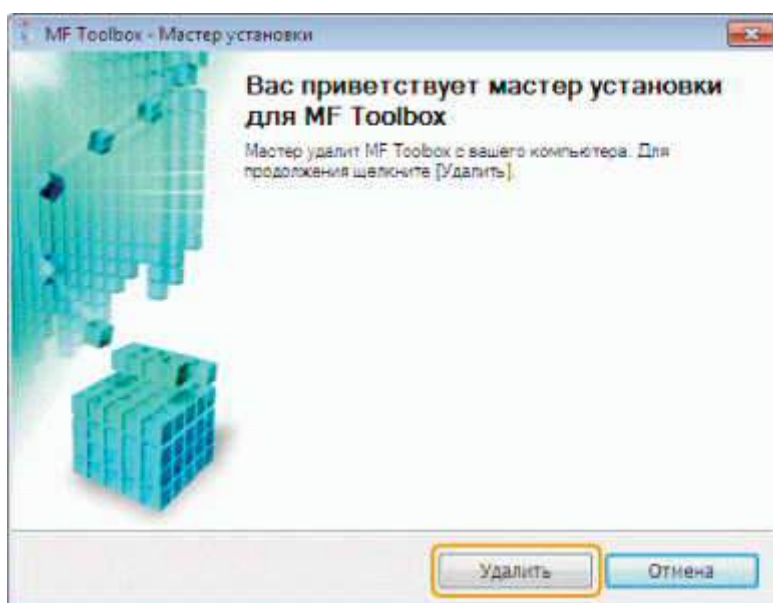 MF Toolbox - Мастер установки
Вас приветствует мастер установки
для MF Toolbox
Мастер удалит MF Toolbox с вашего компьютера. Для
продолжения щелкните [Удалить].
Удалить
Отмена